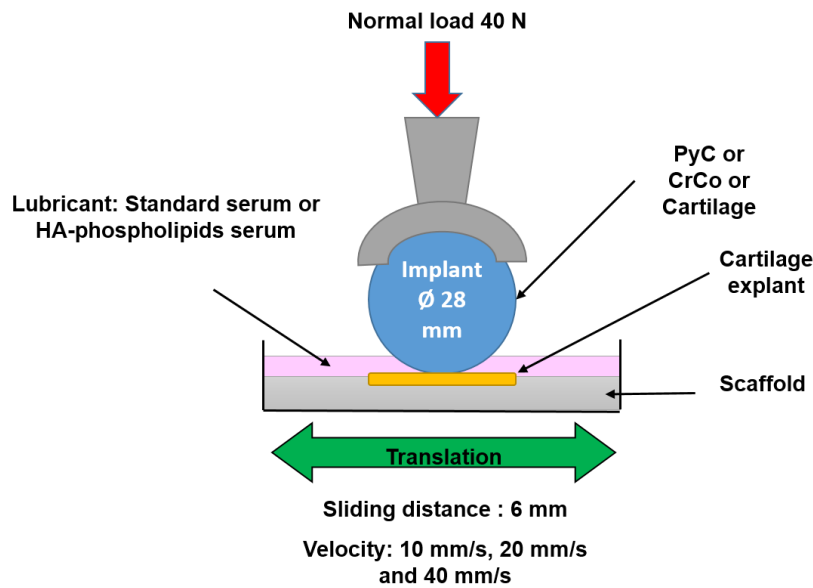 Normal load 40 N
PyC or
CrCo or
Cartilage
Lubricant: Standard serum or
HA-phospholipids serum
Implant
Ø 28
mm
Cartilage
explant
Scaffold
Translation
Sliding distance : 6 mm
Velocity: 10 mm/s, 20 mm/s
and 40 mm/s